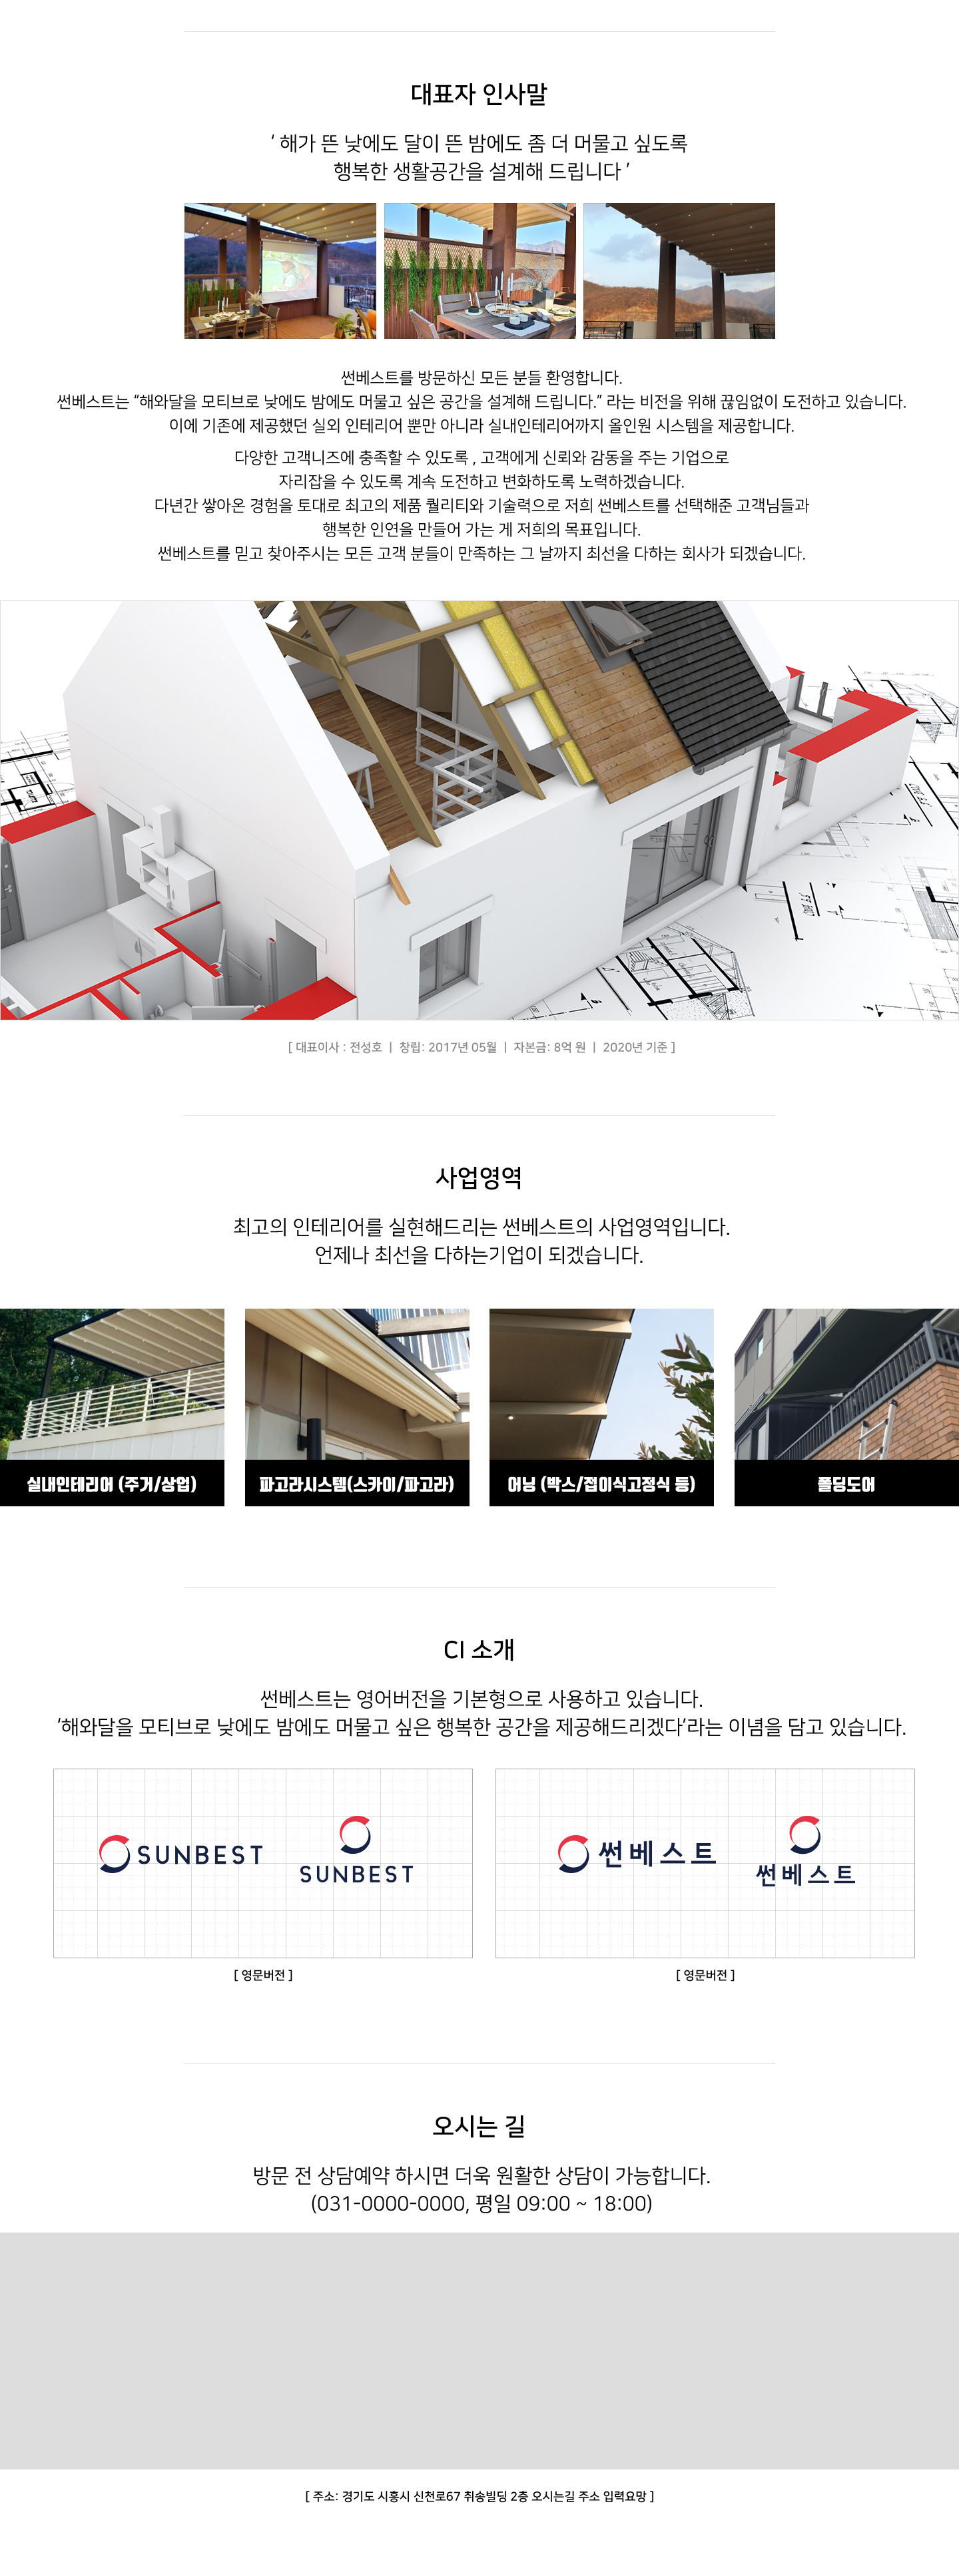 대표자 인사말
‘ 해가 뜬 낮에도 달이 뜬 밤에도 좀 더 머물고 싶도록
행복한 생활공간을 설계해 드립니다 ’
썬베스트를 방문하신 모든 분들 환영합니다.
썬베스트는 “해와달을 모티브로 낮에도 밤에도 머물고 싶은 공간을 설계해 드립니다.” 라는 비전을 위해 끊임없이 도전하고 있습니다.
이에 기존에 제공했던 실외 인테리어 뿐만 아니라 실내인테리어까지 올인원 시스템을 제공합니다.
다양한 고객니즈에 충족할 수 있도록 , 고객에게 신뢰와 감동을 주는 기업으로
자리잡을 수 있도록 계속 도전하고 변화하도록 노력하겠습니다.
다년간 쌓아온 경험을 토대로 최고의 제품 퀄리티와 기술력으로 저희 썬베스트를 선택해준 고객님들과
행복한 인연을 만들어 가는 게 저희의 목표입니다.
썬베스트를 믿고 찾아주시는 모든 고객 분들이 만족하는 그 날까지 최선을 다하는 회사가 되겠습니다.
[ 대표이사 : 전성호 | 창립: 2017년 05월 | 자본금: 8억 원 | 2020년 기준 ]
사업영역
최고의 인테리어를 실현해드리는 썬베스트의 사업영역입니다.
언제나 최선을 다하는기업이 되겠습니다.
실내인테리어 (주거/상업)
파고라시스템(스카이/파고라)
어닝 (박스/접이식고정식 등)
폴딩도어
CI 소개
썬베스트는 영어버전을 기본형으로 사용하고 있습니다.
‘해와달을 모티브로 낮에도 밤에도 머물고 싶은 행복한 공간을 제공해드리겠다’라는 이념을 담고 있습니다.
SUNBEST
SUNBEST
썬베스트
썬베스트
[ 영문버전 ]
[ 영문버전 ]
오시는 길
방문 전 상담예약 하시면 더욱 원활한 상담이 가능합니다.
(031-0000-0000, 평일 09:00 ~ 18:00)
[ 주소: 경기도 시흥시 신천로67 취송빌딩 2층 오시는길 주소 입력요망 ]